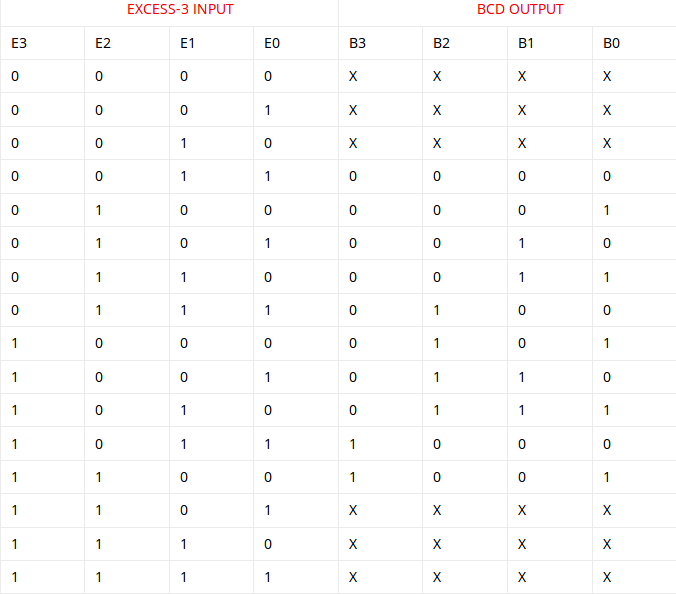 EXCESS-3 INPUT BCD OUTPUT
E3 E2 E1 E0 B3 B2 B1 B0
0 0 0 0 X X X X
0 0 0 1 X X X X
0 0 1 0 X X X X
0 0 1 1 0 0 0 0
0 1 0 0 0 0 0 1
0 1 0 1 0 0 1 0
0 1 1 0 0 0 1 1
0 1 1 1 0 1 0 0
1 0 0 0 0 1 0 1
1 0 0 1 0 1 1 0
1 0 1 0 0 1 1 1
1 0 1 1 1 0 0 0
1 1 0 0 1 0 0 1
1 1 0 1 X X X X
1 1 1 0 X X X X
1 1 1 1 X X X X